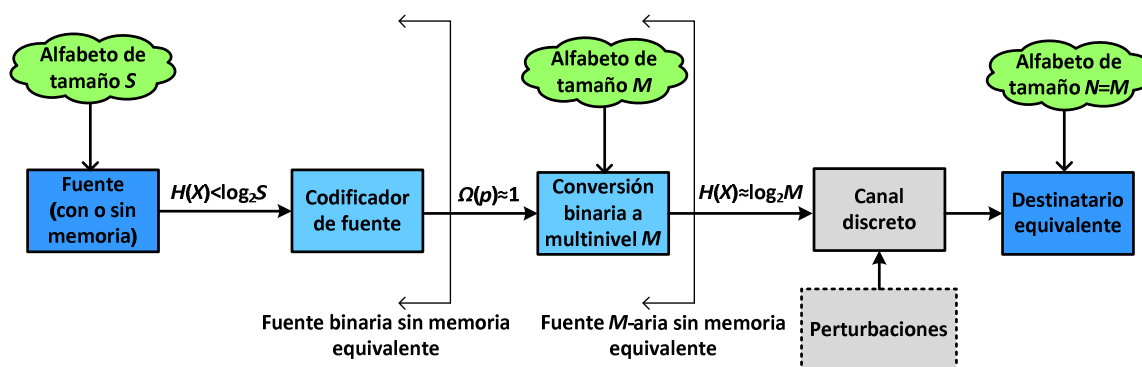 Alfabeto de
tamaño S
Alfabeto de
tamaño M
Alfabeto de
tamaño N=M
Fuente
(con o sin
memoria)
H(X)<log₂S
Codificador
de fuente
Ω(p)≈1
Conversión
binaria a
multinivel M
H(X)≈log₂M
Canal
discreto
Destinatario
equivalente
Fuente binaria sin memoria
equivalente
Fuente M-aria sin memoria
equivalente
Perturbaciones